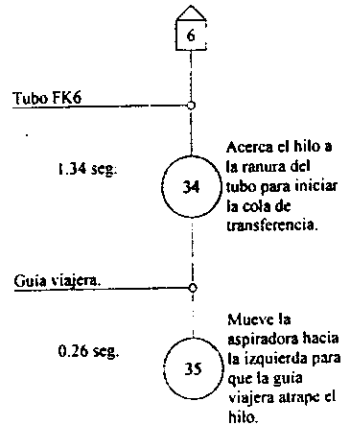 6
Tubo FK6
1.34 seg.
34
Acerca el hilo a
la ranura del
tubo para iniciar
la cola de
transferencia.
Guía viajera.
0.26 seg.
35
Mueve la
aspiradora hacia
la izquierda para
que la guía
viajera atrape el
hilo.